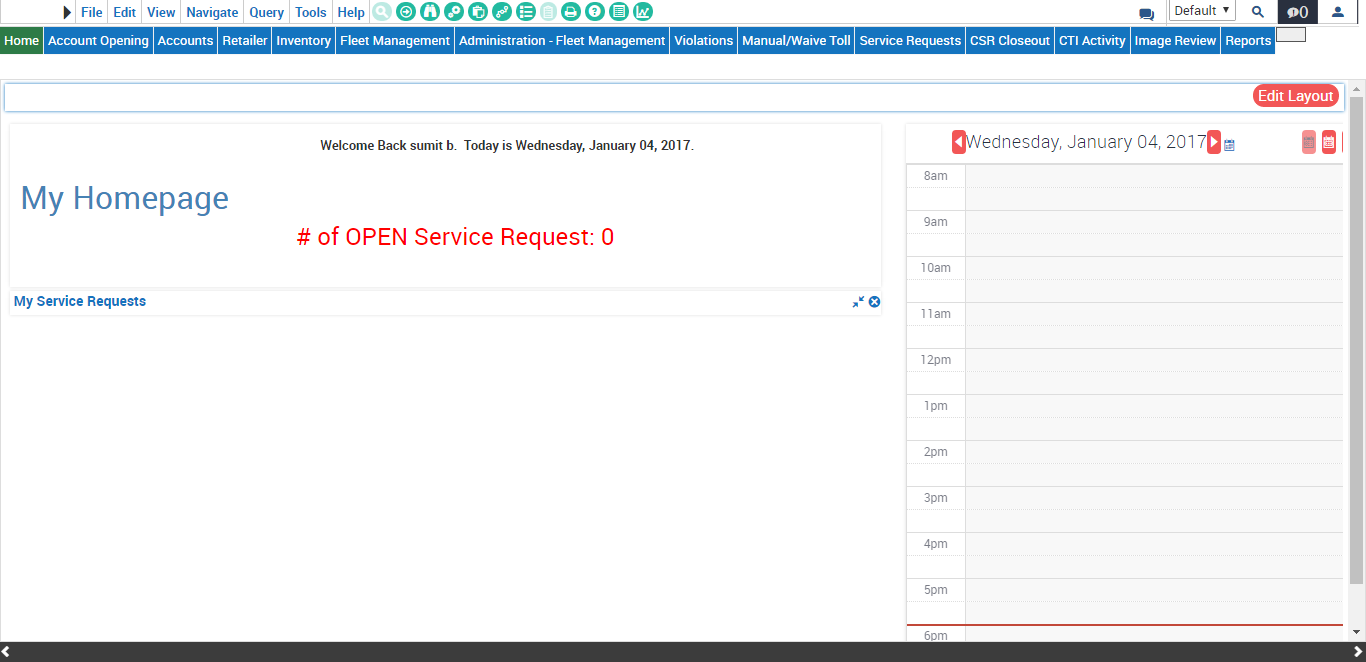 File Edit View Navigate Query Tools Help Default 0
Home Account Opening Accounts Retailer Inventory Fleet Management Administration - Fleet Management Violations Manual/Waive Toll Service Requests CSR Closeout CTI Activity Image Review Reports
Edit Layout
Welcome Back sumit b.  Today is Wednesday, January 04, 2017.
My Homepage
# of OPEN Service Request: 0
My Service Requests
Wednesday, January 04, 2017
8am
9am
10am
11am
12pm
1pm
2pm
3pm
4pm
5pm
6pm